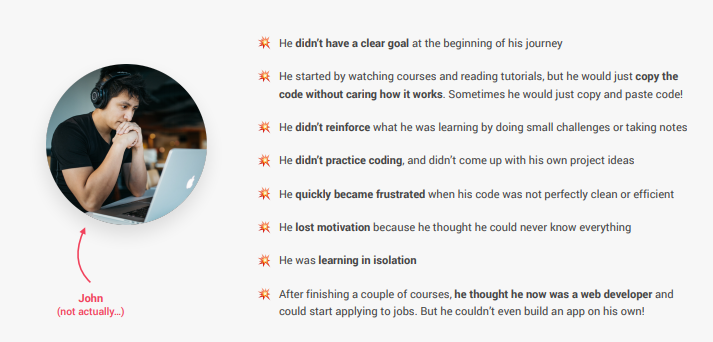 He didn't have a clear goal at the beginning of his journey
He started by watching courses and reading tutorials, but he would just copy the
code without caring how it works. Sometimes he would just copy and paste code!
He didn't reinforce what he was learning by doing small challenges or taking notes
He didn't practice coding, and didn't come up with his own project ideas
He quickly became frustrated when his code was not perfectly clean or efficient
He lost motivation because he thought he could never know everything
He was learning in isolation
After finishing a couple of courses, he thought he now was a web developer and
could start applying to jobs. But he couldn't even build an app on his own!
John
(not actually...)